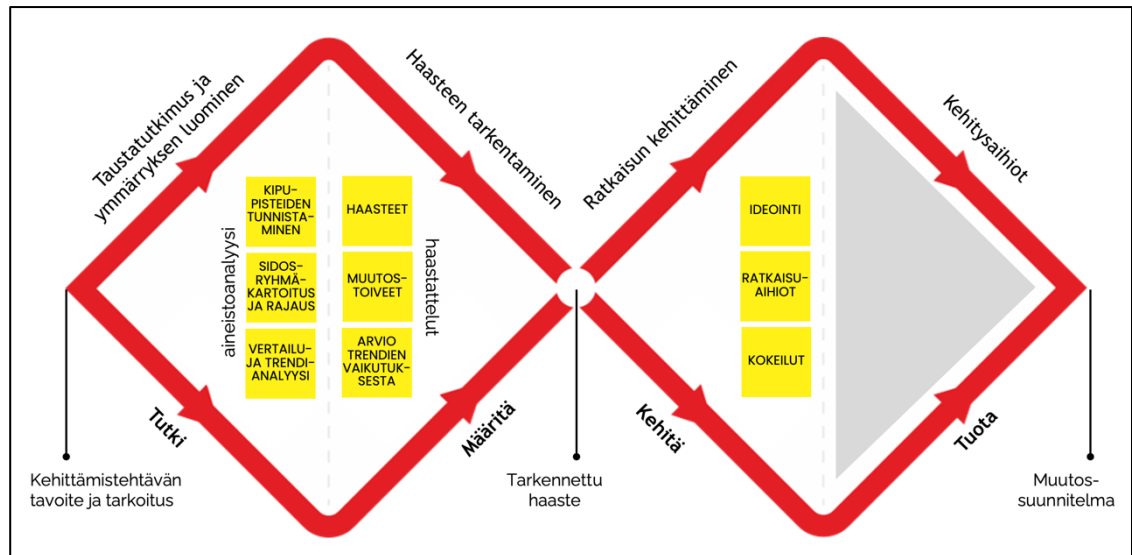 Taustatutkimus ja
ymmärryksen luominen
Haasteen tarkentaminen
Ratkaisun kehittäminen
Kehitysaihiot
aineistoanalyysi
KIPU-
PISTEIDEN
TUNNISTA-
MINEN
SIDOS-
RYHMÄ-
KARTOITUS
JA RAJAUS
VERTAILU-
JA TRENDI-
ANALYYSI
HAASTEET
MUUTOS-
TOIVEET
ARVIO
TRENDIEN
VAIKUTUK-
SESTA
haastattelut
IDEOINTI
RATKAISU-
AIHIOT
KOKEILUT
Tutki
Määritä
Kehitä
Tuota
Kehittämistehtävän
tavoite ja tarkoitus
Tarkennettu
haaste
Muutos-
suunnitelma